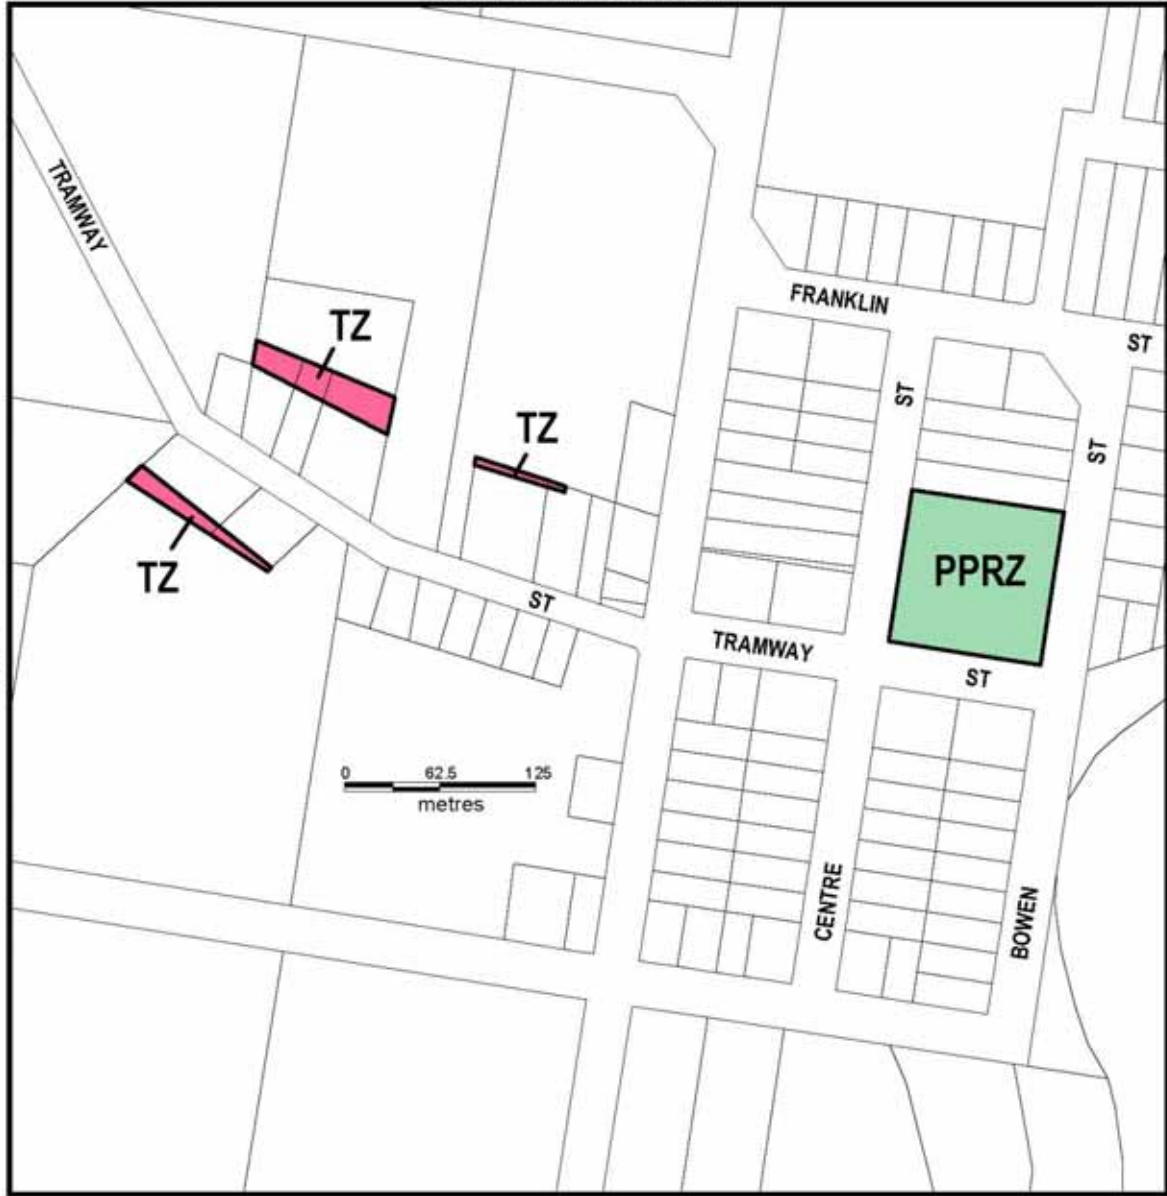 TRAMWAY
FRANKLIN
ST
TZ
ST
TZ
ST
PPRZ
TZ
ST
TRAMWAY
ST
0 62.5 125
metres
CENTRE
BOWEN